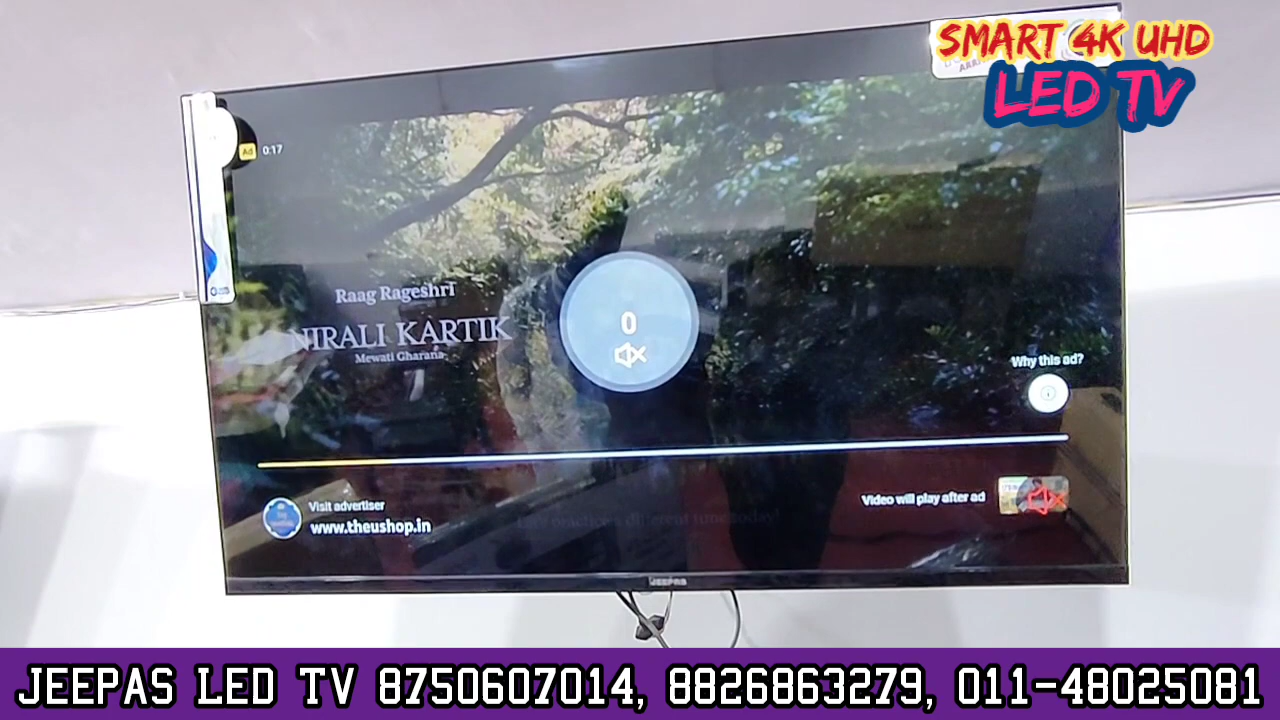 SMART 4K UHD
LED TV
Ad 0:17
Raag Rageshri
NIRALI KARTIK
Mewati Gharana
0
Why this ad?
Visit advertiser
www.theushop.in
Video will play after ad
JEEPAS
JEEPAS LED TV 8750607014, 8826863279, 011-48025081